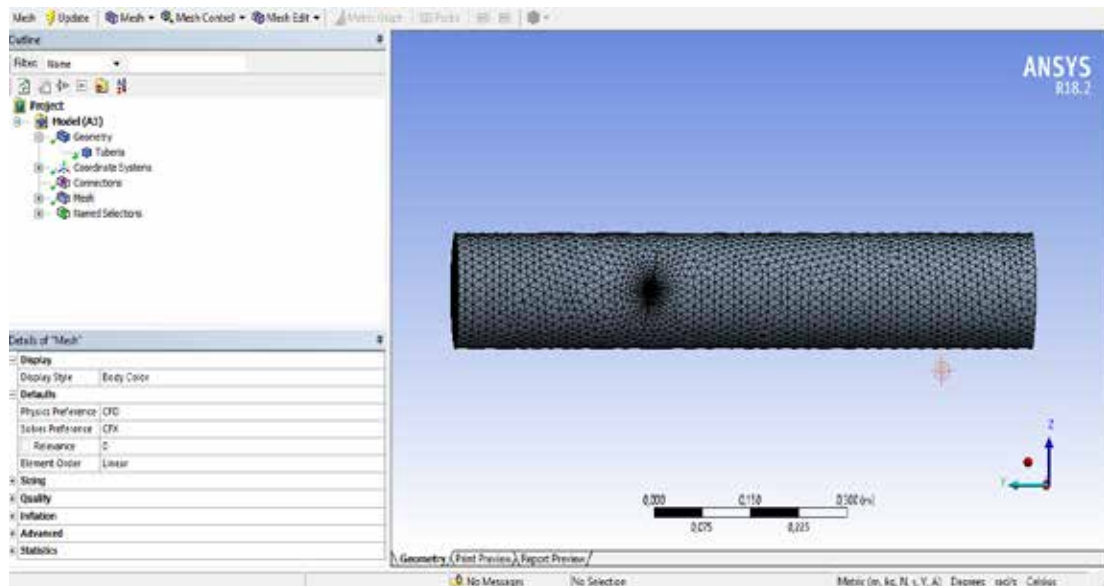 Mesh Update Mesh Mesh Control Mesh Edit Metric Graph
Outline
Filter: Name
Project
Model (A3)
Geometry
Tuberia
Coordinate Systems
Connections
Mesh
Named Selections
Details of "Mesh"
Display
Display Style Body Color
Defaults
Physics Preference CFD
Solver Preference CFX
Relevance 0
Element Order Linear
Sizing
Quality
Inflation
Advanced
Statistics
ANSYS
R18.2
Z
Y
0,000 0,150 0,300 (m)
0,075 0,225
Geometry Print Preview Report Preview
No Messages No Selection Metric (m, kg, N, s, V, A) Degrees rad/s Celsius